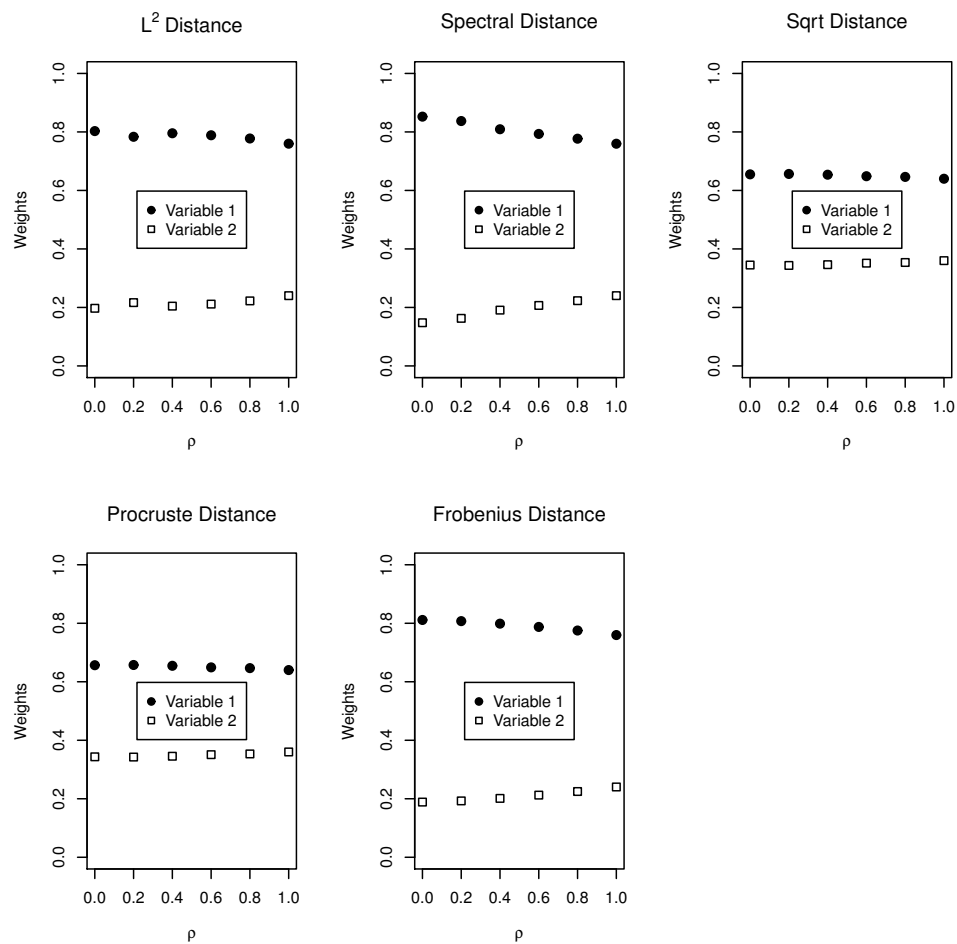 L² Distance
Weights
1.0
0.8
0.6
0.4
0.2
0.0
Variable 1
Variable 2
0.0 0.2 0.4 0.6 0.8 1.0
ρ
Spectral Distance
Weights
1.0
0.8
0.6
0.4
0.2
0.0
Variable 1
Variable 2
0.0 0.2 0.4 0.6 0.8 1.0
ρ
Sqrt Distance
Weights
1.0
0.8
0.6
0.4
0.2
0.0
Variable 1
Variable 2
0.0 0.2 0.4 0.6 0.8 1.0
ρ
Procruste Distance
Weights
1.0
0.8
0.6
0.4
0.2
0.0
Variable 1
Variable 2
0.0 0.2 0.4 0.6 0.8 1.0
ρ
Frobenius Distance
Weights
1.0
0.8
0.6
0.4
0.2
0.0
Variable 1
Variable 2
0.0 0.2 0.4 0.6 0.8 1.0
ρ